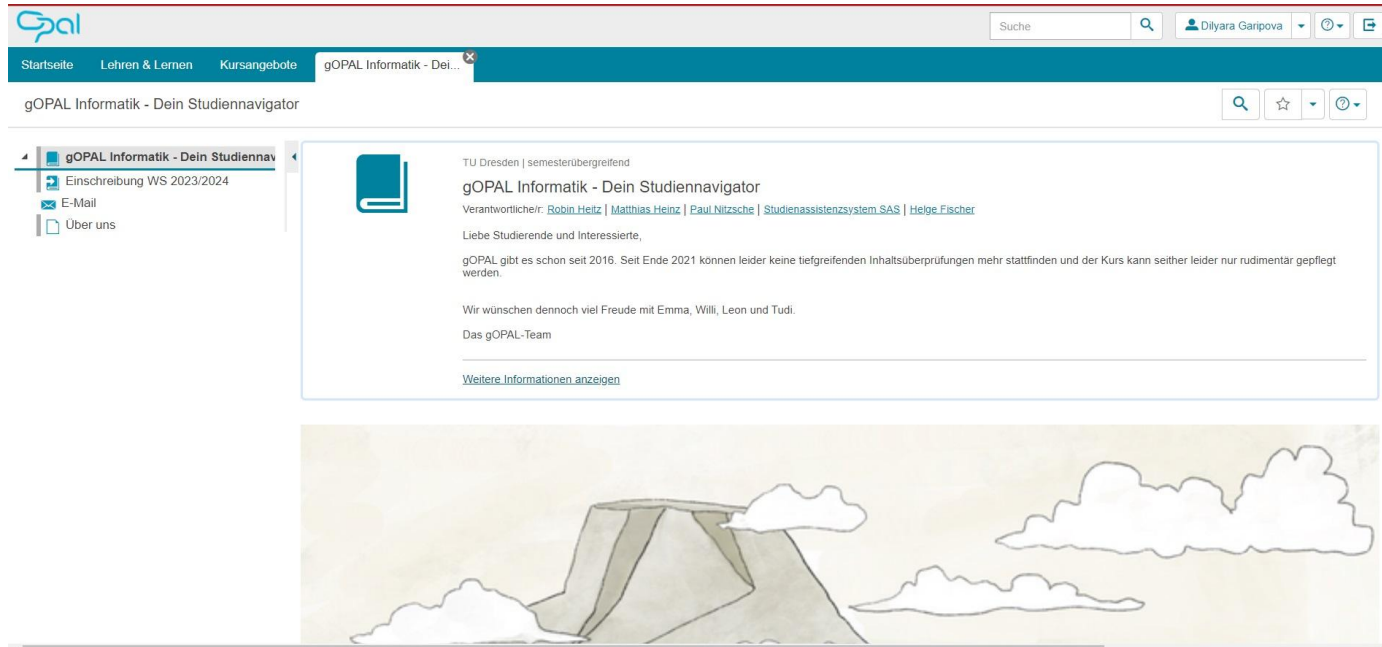 Opal
Suche
Dilyara Garipova
Startseite Lehren & Lernen Kursangebote gOPAL Informatik - Dei...
gOPAL Informatik - Dein Studiennavigator
gOPAL Informatik - Dein Studiennav
Einschreibung WS 2023/2024
E-Mail
Über uns
TU Dresden | semesterübergreifend
gOPAL Informatik - Dein Studiennavigator
Verantwortliche/r: Robin Heitz | Matthias Heinz | Paul Nitzsche | Studienassistenzsystem SAS | Helge Fischer
Liebe Studierende und Interessierte,
gOPAL gibt es schon seit 2016. Seit Ende 2021 können leider keine tiefgreifenden Inhaltsüberprüfungen mehr stattfinden und der Kurs kann seither leider nur rudimentär gepflegt
werden.
Wir wünschen dennoch viel Freude mit Emma, Willi, Leon und Tudi.
Das gOPAL-Team
Weitere Informationen anzeigen